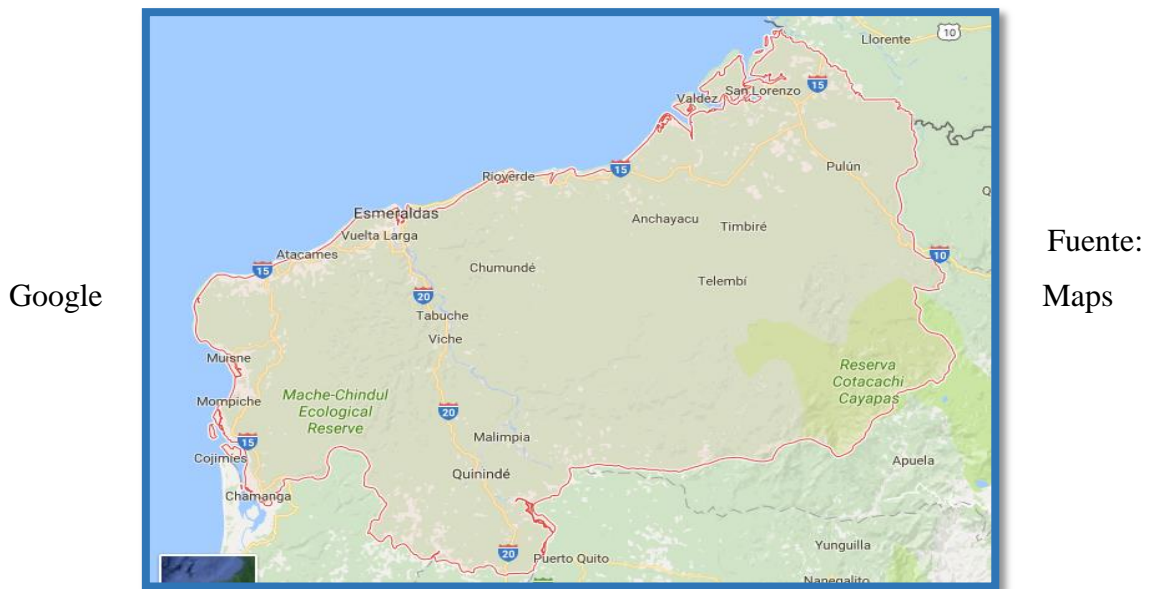 Llorente
10
Valdez
San Lorenzo
15
Pulún
15
Rioverde
Esmeraldas
Anchayacu
Timbiré
Vuelta Larga
Atacames
15
Chumundé
Telembí
10
20
Tabuche
Viche
Muisne
Reserva
Cotacachi
Cayapas
Mompiche
Mache-Chindul
Ecological
Reserve
20
15
Malimpia
Cojimíes
Quinindé
Apuela
Chamanga
Yunguilla
20
Puerto Quito
Nanegalito
Fuente:
Google Maps